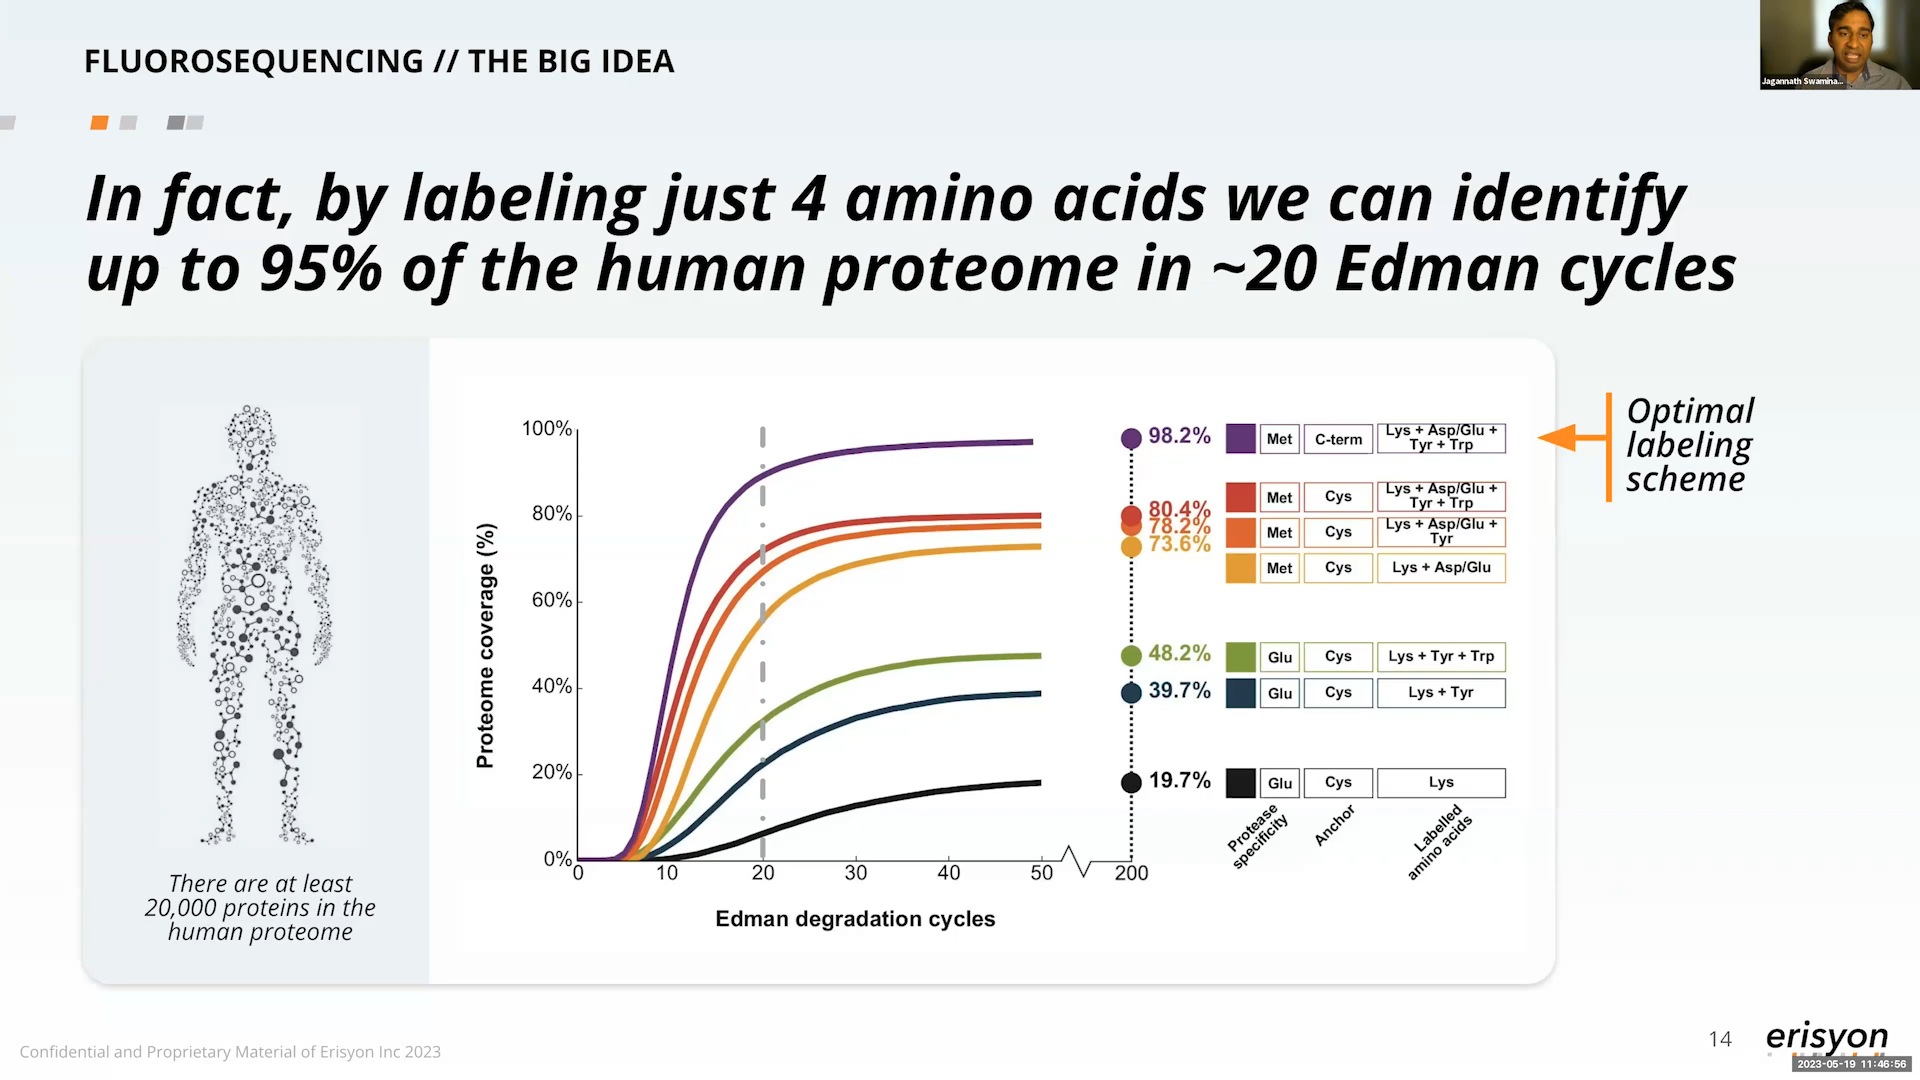 FLUOROSEQUENCING // THE BIG IDEA
Jagannath Swamina...
In fact, by labeling just 4 amino acids we can identify
up to 95% of the human proteome in ~20 Edman cycles
There are at least
20,000 proteins in the
human proteome
Proteome coverage (%)
100%
80%
60%
40%
20%
0%
0 10 20 30 40 50 200
Edman degradation cycles
98.2% Met C-term Lys + Asp/Glu +
Tyr + Trp
80.4% Met Cys Lys + Asp/Glu +
Tyr + Trp
78.2% Met Cys Lys + Asp/Glu +
Tyr
73.6% Met Cys Lys + Asp/Glu
48.2% Glu Cys Lys + Tyr + Trp
39.7% Glu Cys Lys + Tyr
19.7% Glu Cys Lys
Protease
specificity
Anchor
Labelled
amino acids
Optimal
labeling
scheme
Confidential and Proprietary Material of Erisyon Inc 2023
14
erisyon
2023-05-19 11:46:56